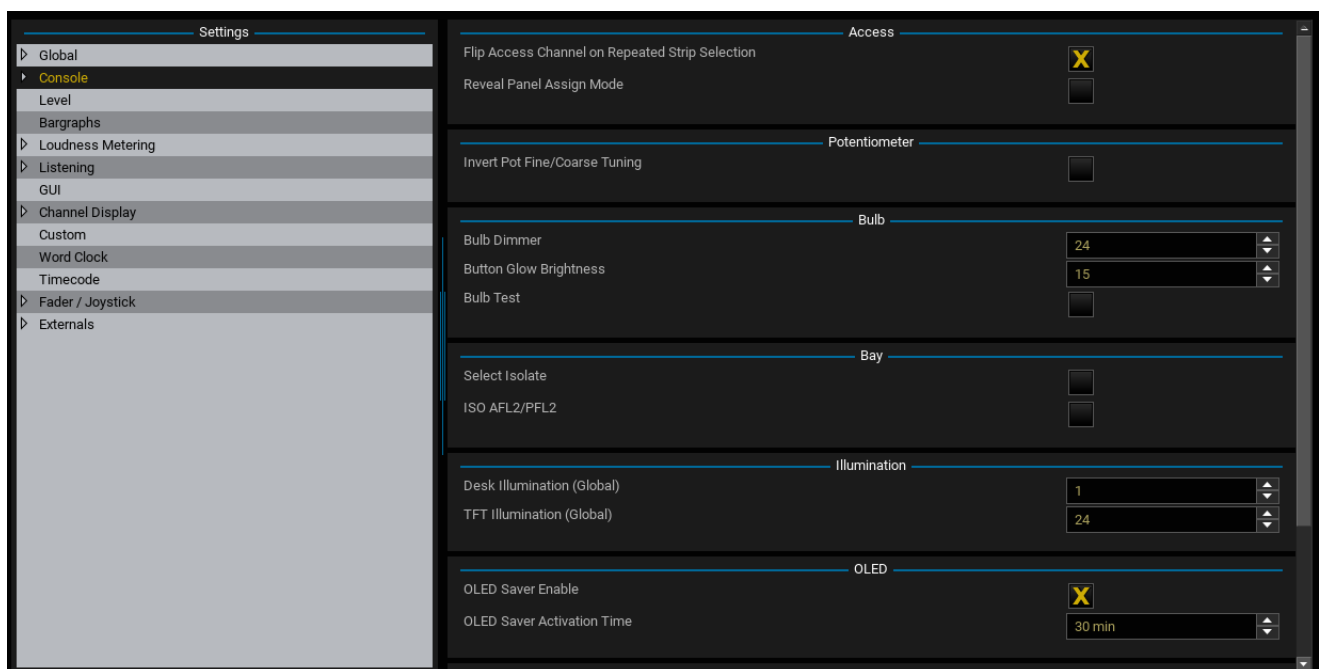 Settings
Global
Console
Level
Bargraphs
Loudness Metering
Listening
GUI
Channel Display
Custom
Word Clock
Timecode
Fader / Joystick
Externals
Access
Flip Access Channel on Repeated Strip Selection X
Reveal Panel Assign Mode
Potentiometer
Invert Pot Fine/Coarse Tuning
Bulb
Bulb Dimmer 24
Button Glow Brightness 15
Bulb Test
Bay
Select Isolate
ISO AFL2/PFL2
Illumination
Desk Illumination (Global) 1
TFT Illumination (Global) 24
OLED
OLED Saver Enable X
OLED Saver Activation Time 30 min